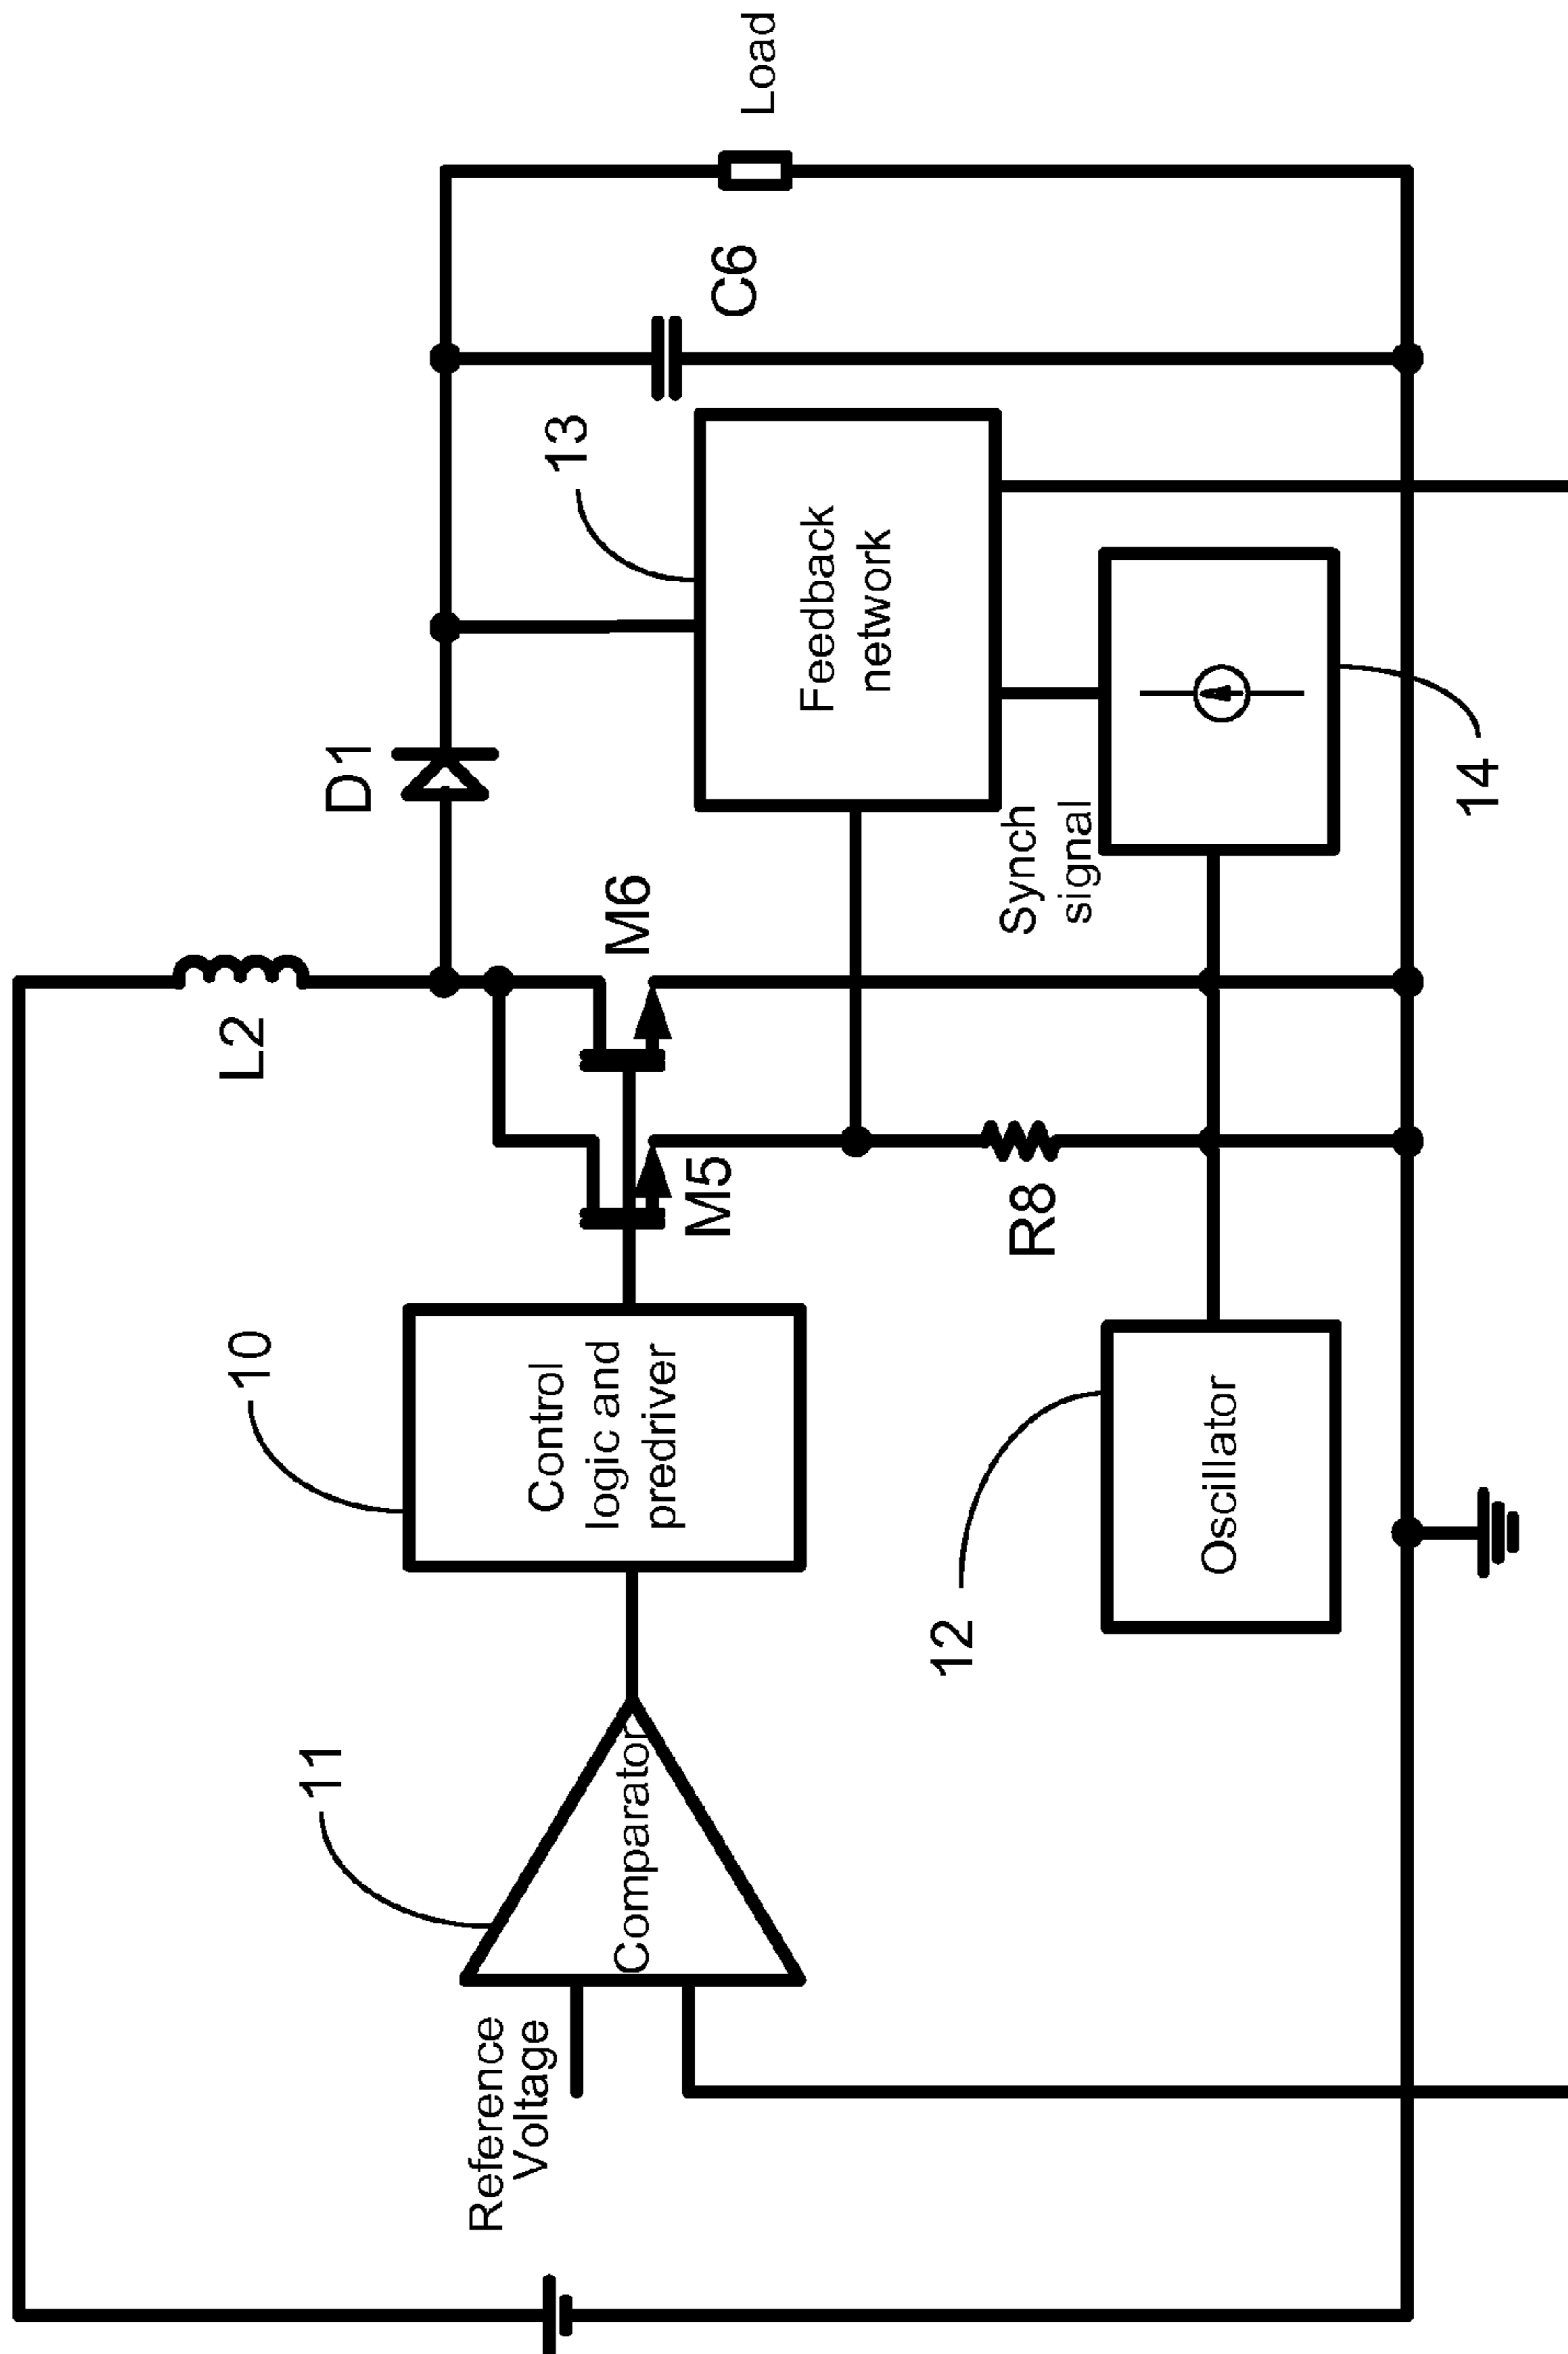 L2
D1
Load
10
11
M6
13
C6
Control
logic and
predriver
Comparator
Reference
Voltage
M5
Feedback
network
R8
Synch
signal
12
Oscillator
14